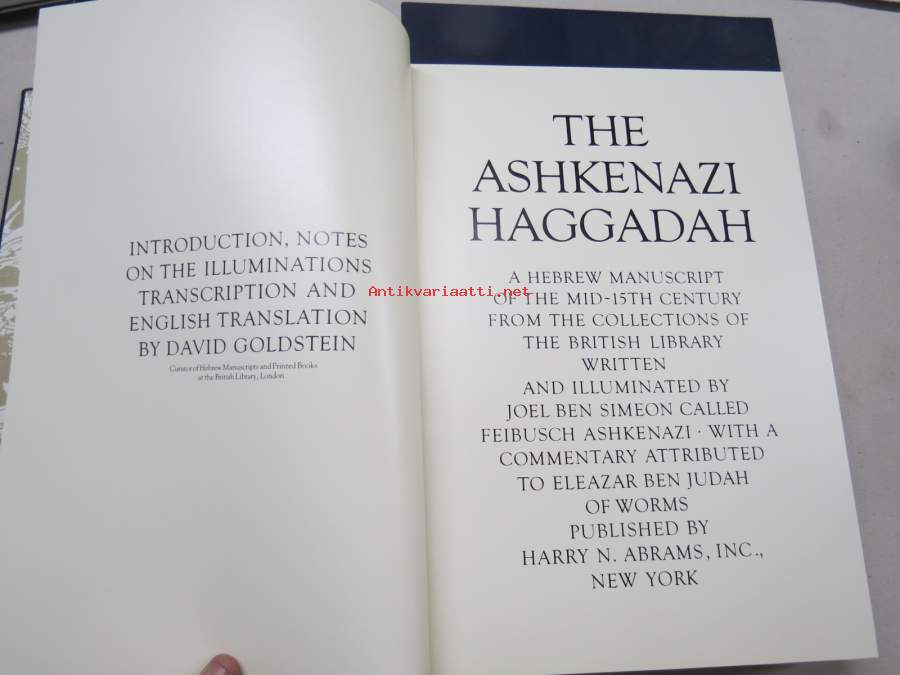 INTRODUCTION, NOTES
ON THE ILLUMINATIONS
TRANSCRIPTION AND
ENGLISH TRANSLATION
BY DAVID GOLDSTEIN
Curator of Hebrew Manuscripts and Printed Books
at the British Library, London
THE
ASHKENAZI
HAGGADAH
A HEBREW MANUSCRIPT
OF THE MID-15TH CENTURY
FROM THE COLLECTIONS OF
THE BRITISH LIBRARY
WRITTEN
AND ILLUMINATED BY
JOEL BEN SIMEON CALLED
FEIBUSCH ASHKENAZI · WITH A
COMMENTARY ATTRIBUTED
TO ELEAZAR BEN JUDAH
OF WORMS
PUBLISHED BY
HARRY N. ABRAMS, INC.,
NEW YORK
Antikvariaatti.net